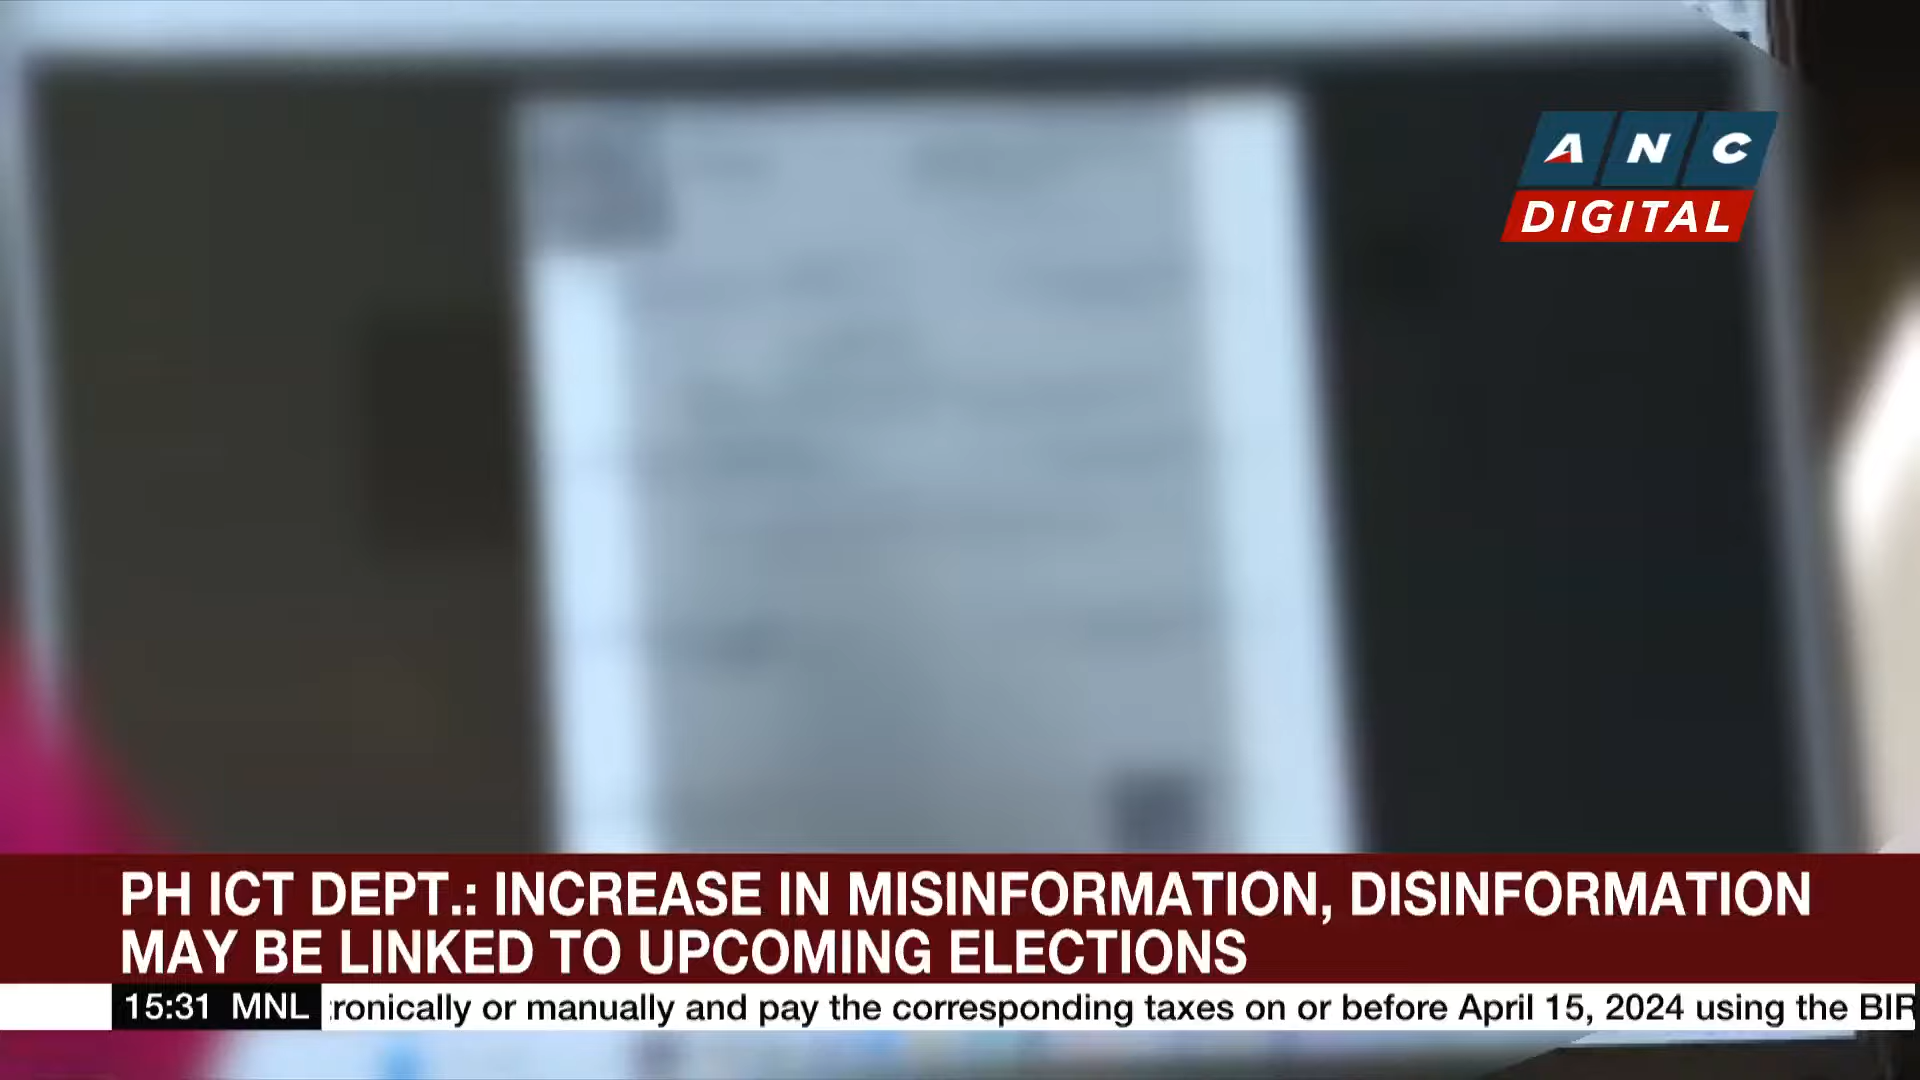 ANC
DIGITAL
PH ICT DEPT.: INCREASE IN MISINFORMATION, DISINFORMATION
MAY BE LINKED TO UPCOMING ELECTIONS
15:31 MNL
ronically or manually and pay the corresponding taxes on or before April 15, 2024 using the BIR